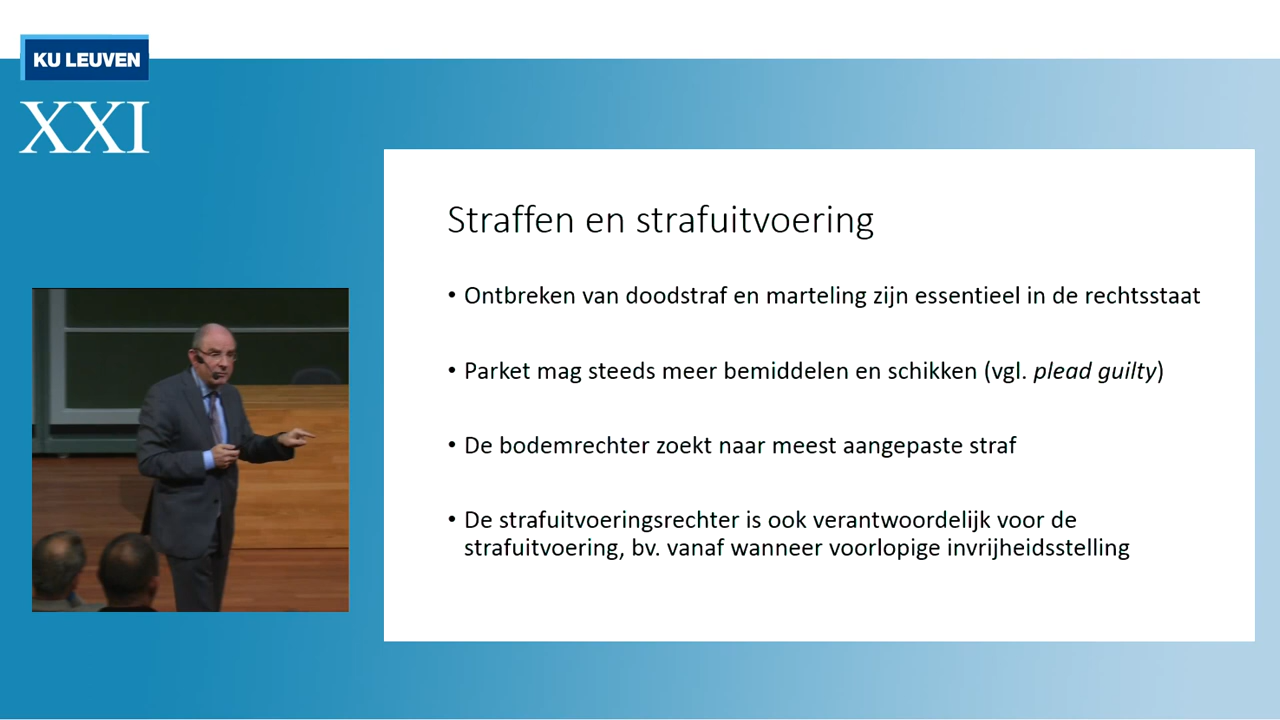 KU LEUVEN
XXI
Straffen en strafuitvoering
• Ontbreken van doodstraf en marteling zijn essentieel in de rechtsstaat
• Parket mag steeds meer bemiddelen en schikken (vgl. plead guilty)
• De bodemrechter zoekt naar meest aangepaste straf
• De strafuitvoeringsrechter is ook verantwoordelijk voor de
strafuitvoering, bv. vanaf wanneer voorlopige invrijheidsstelling